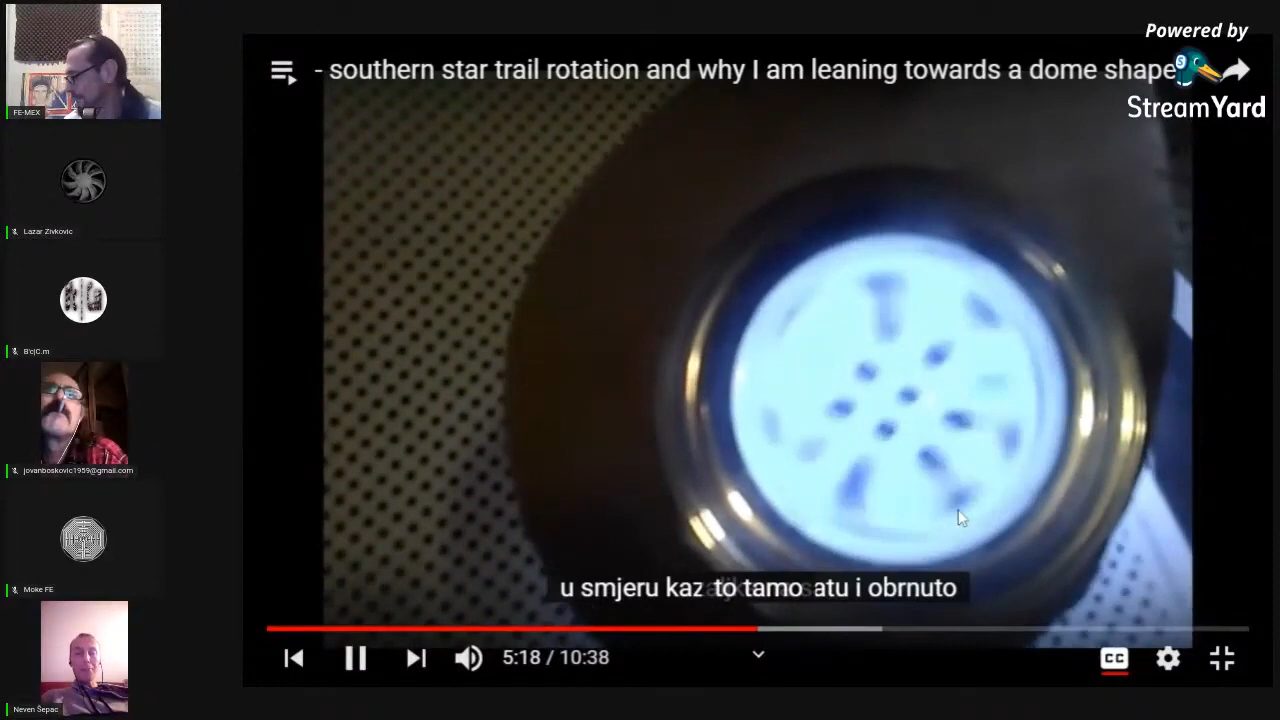 Powered by
StreamYard
- southern star trail rotation and why I am leaning towards a dome shape
FE-MEX
Lazar Zivkovic
B'c|C.m
jovanboskovic1959@gmail.com
Moke FE
Neven Šepac
u smjeru kaz to tamo atu i obrnuto
5:18 / 10:38
CC